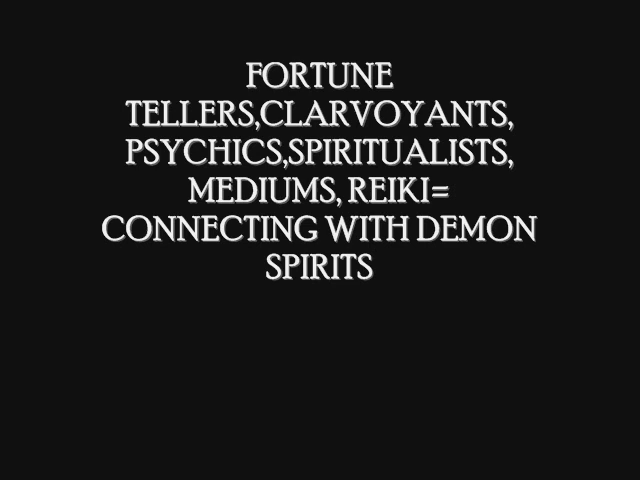 FORTUNE
TELLERS,CLARVOYANTS,
PSYCHICS,SPIRITUALISTS,
MEDIUMS, REIKI=
CONNECTING WITH DEMON
SPIRITS